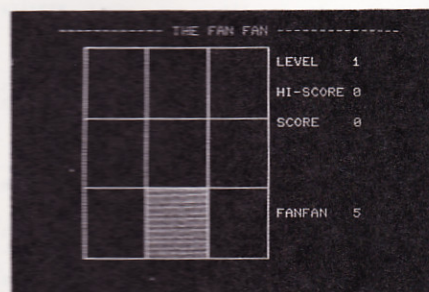 THE FAN FAN
LEVEL 1
HI-SCORE 0
SCORE 0
FANFAN 5